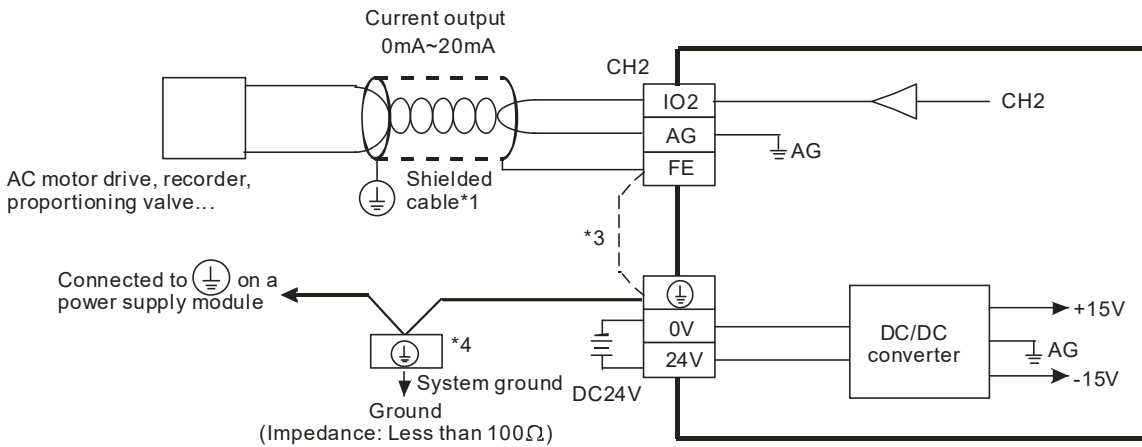 Current output
0mA~20mA
CH2
IO2
CH2
AG
AG
FE
AC motor drive, recorder,
proportioning valve...
Shielded
cable*1
*3
Connected to ⏚ on a
power supply module
*4
System ground
Ground
(Impedance: Less than 100Ω)
0V
24V
DC24V
DC/DC
converter
+15V
AG
-15V